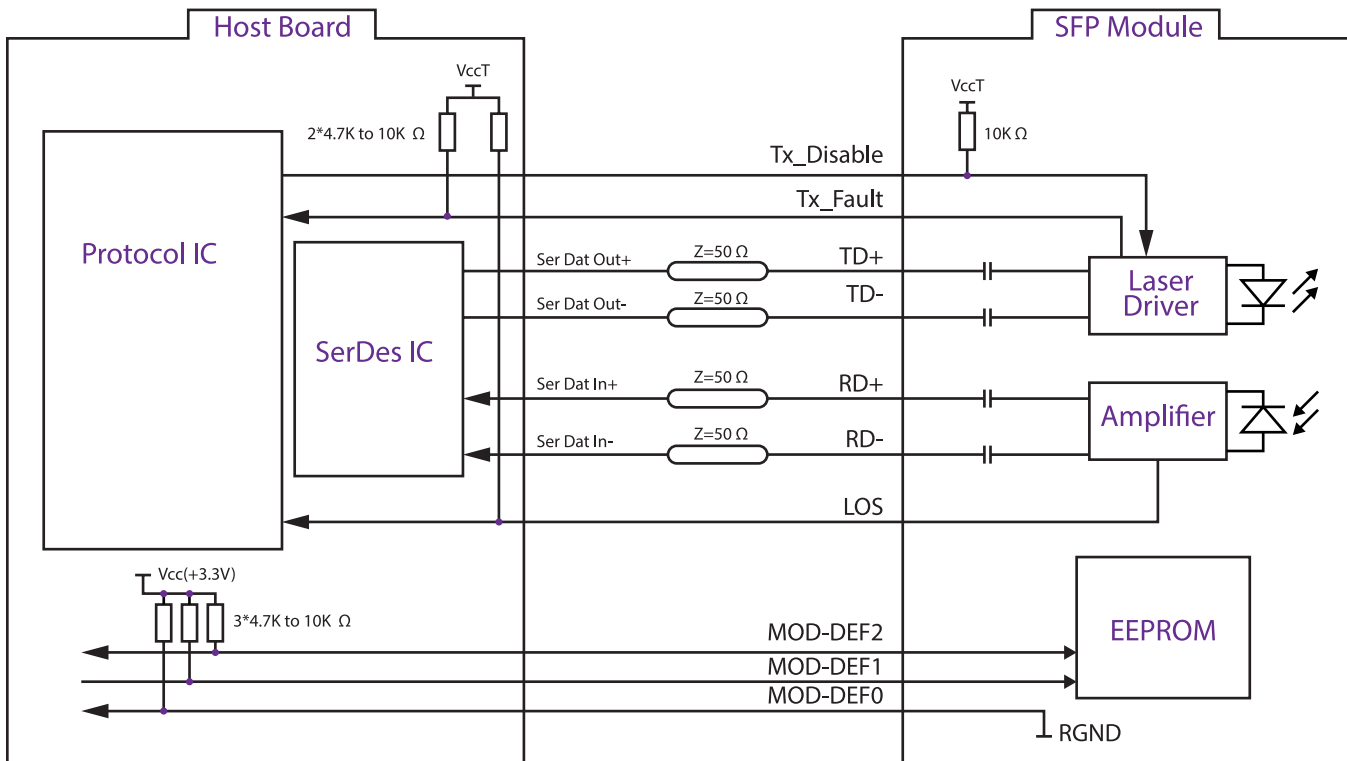 Host Board
SFP Module
VccT
VccT
2*4.7K to 10K Ω
10K Ω
Tx_Disable
Tx_Fault
Protocol IC
Ser Dat Out+
Z=50 Ω
TD+
Ser Dat Out-
Z=50 Ω
TD-
Laser
Driver
SerDes IC
Ser Dat In+
Z=50 Ω
RD+
Amplifier
Ser Dat In-
Z=50 Ω
RD-
LOS
Vcc(+3.3V)
3*4.7K to 10K Ω
EEPROM
MOD-DEF2
MOD-DEF1
MOD-DEF0
RGND